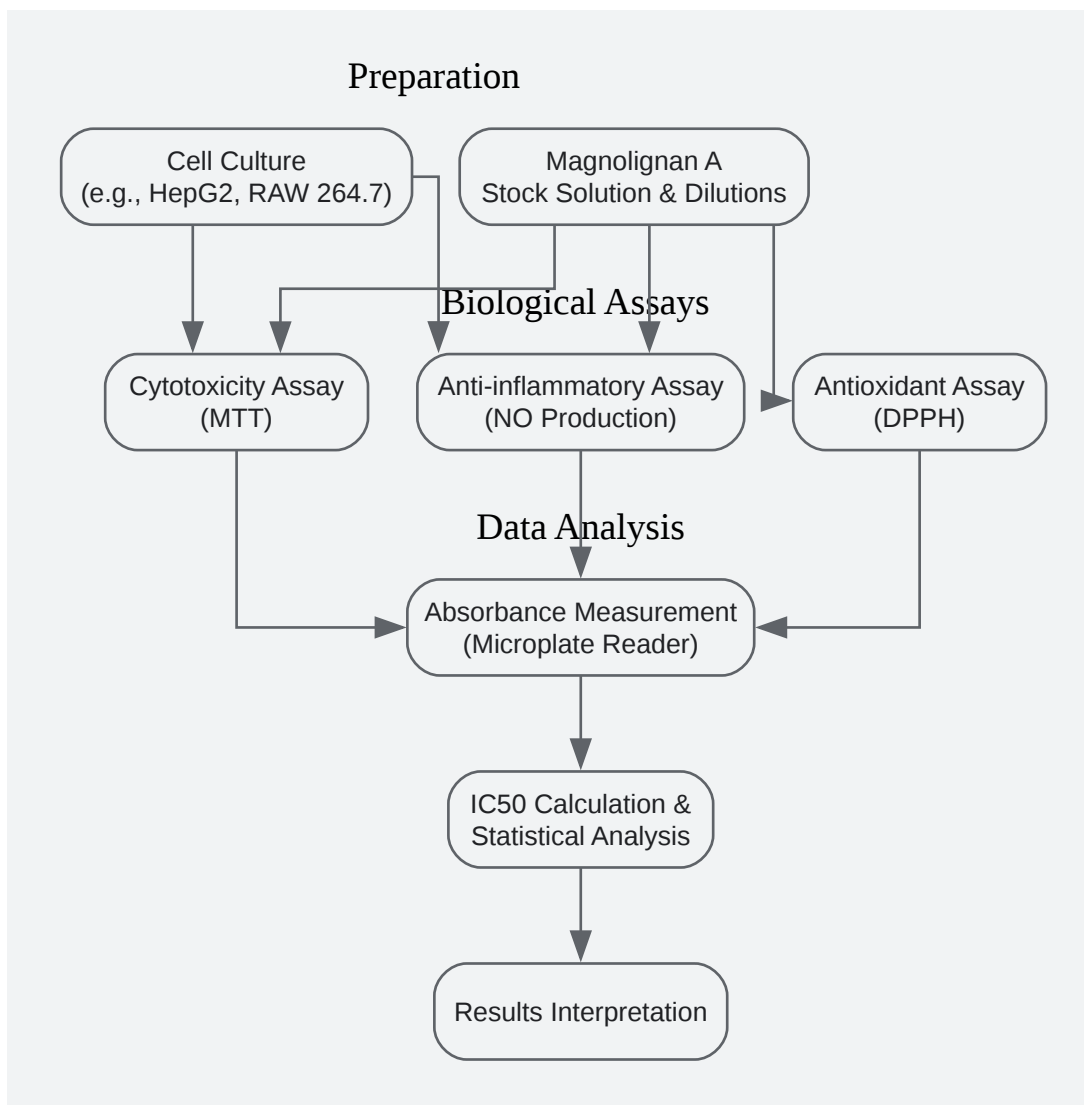 Preparation
Cell Culture
(e.g., HepG2, RAW 264.7)
Magnolignan A
Stock Solution & Dilutions
Biological Assays
Cytotoxicity Assay
(MTT)
Anti-inflammatory Assay
(NO Production)
Antioxidant Assay
(DPPH)
Data Analysis
Absorbance Measurement
(Microplate Reader)
IC50 Calculation &
Statistical Analysis
Results Interpretation